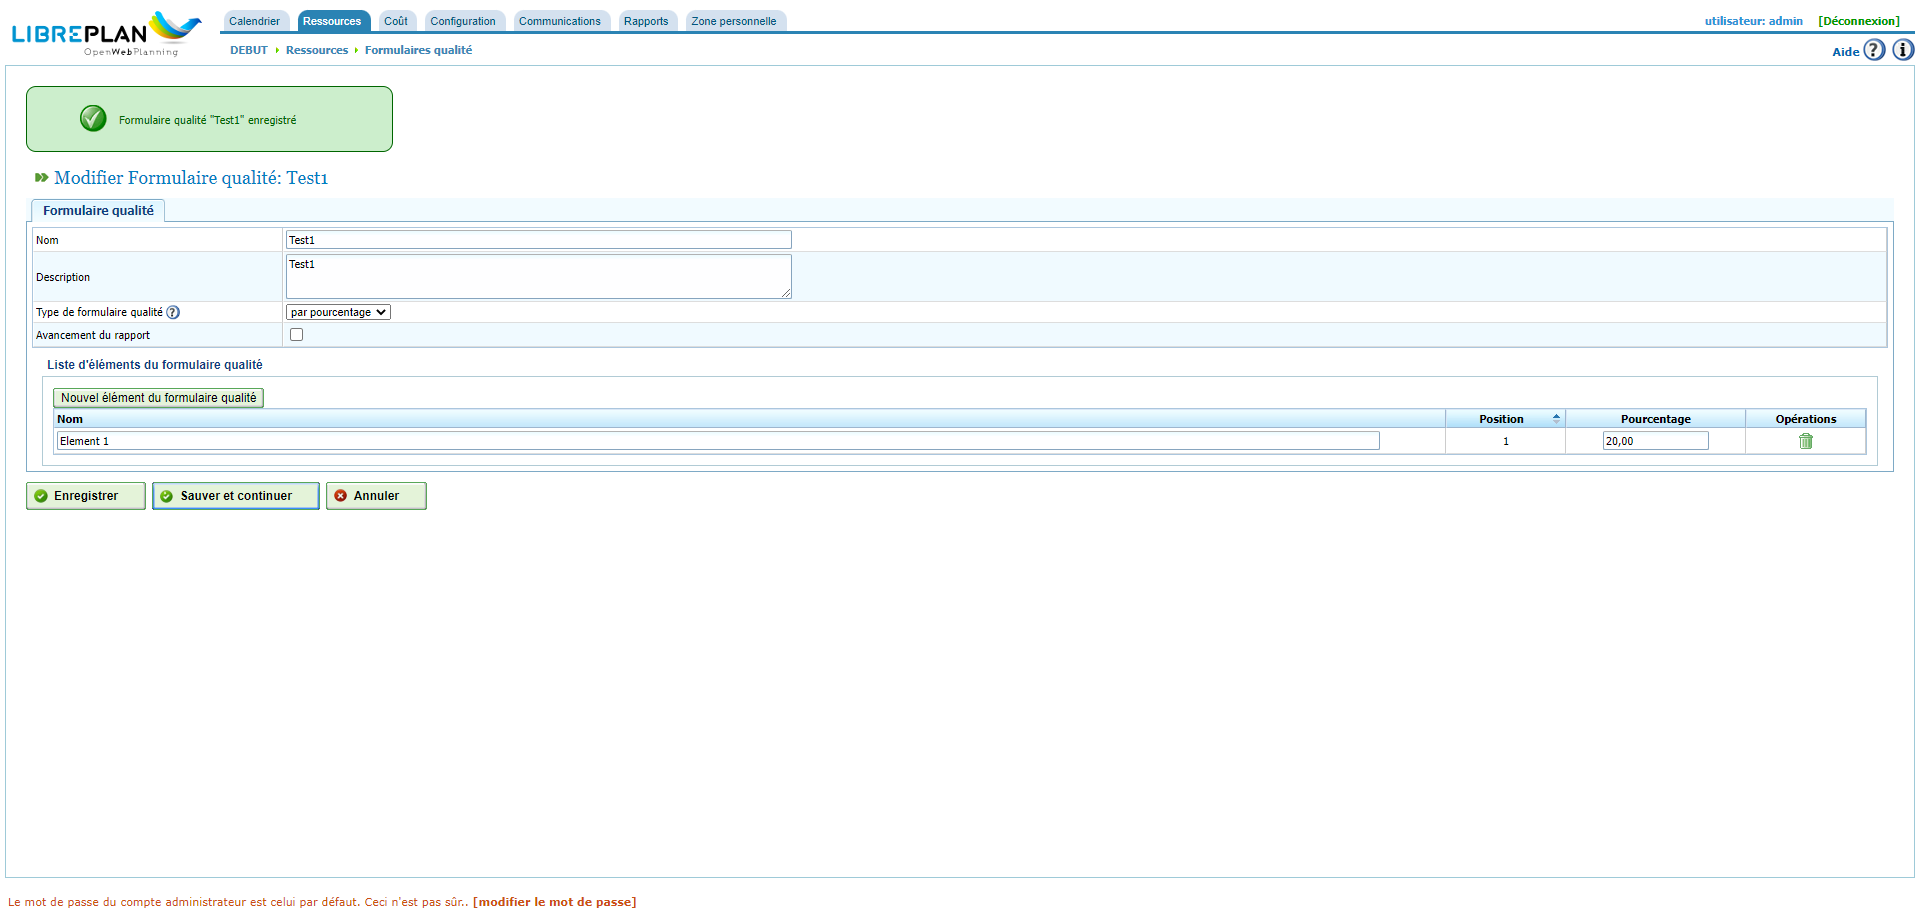 LIBREPLAN
OpenWebPlanning
Calendrier Ressources Coût Configuration Communications Rapports Zone personnelle
utilisateur: admin [Déconnexion]
DEBUT Ressources Formulaires qualité
Aide ? i
Formulaire qualité "Test1" enregistré
Modifier Formulaire qualité: Test1
Formulaire qualité
Nom Test1
Description Test1
Type de formulaire qualité ? par pourcentage
Avancement du rapport
Liste d'éléments du formulaire qualité
Nouvel élément du formulaire qualité
Nom Position Pourcentage Opérations
Element 1 1 20,00
Enregistrer Sauver et continuer Annuler
Le mot de passe du compte administrateur est celui par défaut. Ceci n'est pas sûr.. [modifier le mot de passe]